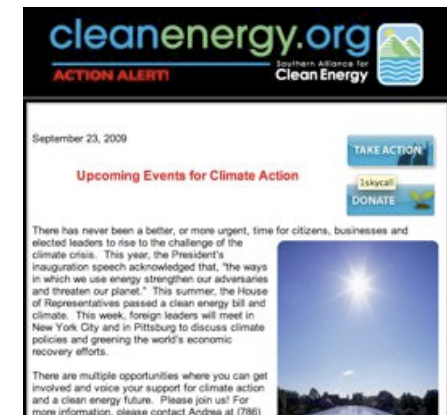 cleanenergy.org
ACTION ALERT!
Southern Alliance for
Clean Energy
September 23, 2009
TAKE ACTION
Upcoming Events for Climate Action
1skycall
DONATE
There has never been a better, or more urgent, time for citizens, businesses and
elected leaders to rise to the challenge of the
climate crisis. This year, the President's
inauguration speech acknowledged that, "the ways
in which we use energy strengthen our adversaries
and threaten our planet." This summer, the House
of Representatives passed a clean energy bill and
climate. This week, foreign leaders will meet in
New York City and in Pittsburg to discuss climate
policies and greening the world's economic
recovery efforts.
There are multiple opportunities where you can get
involved and voice your support for climate action
and a clean energy future. Please join us! For
more information, please contact Andrea at (786)